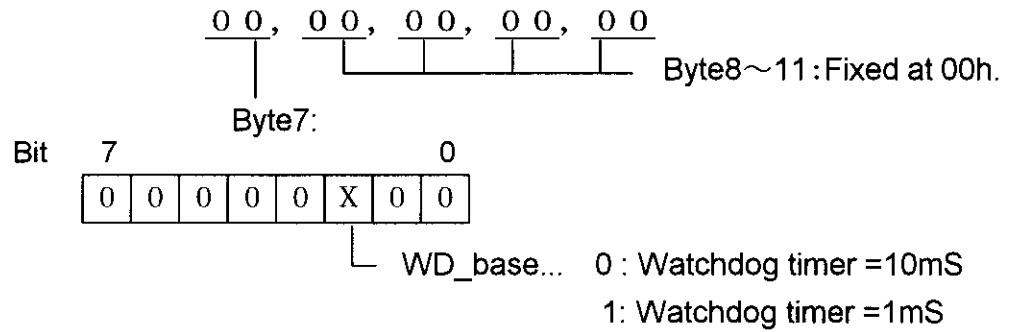 0 0, 0 0, 0 0, 0 0, 0 0
Byte8～11:Fixed at 00h.
Byte7:
Bit 7 0
0 0 0 0 0 X 0 0
WD_base... 0 : Watchdog timer =10mS
1: Watchdog timer =1mS